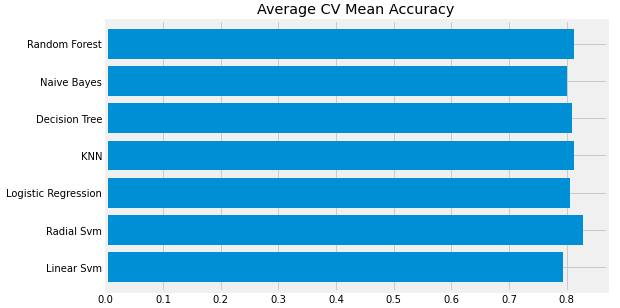 Average CV Mean Accuracy
Random Forest
Naive Bayes
Decision Tree
KNN
Logistic Regression
Radial Svm
Linear Svm
0.0 0.1 0.2 0.3 0.4 0.5 0.6 0.7 0.8